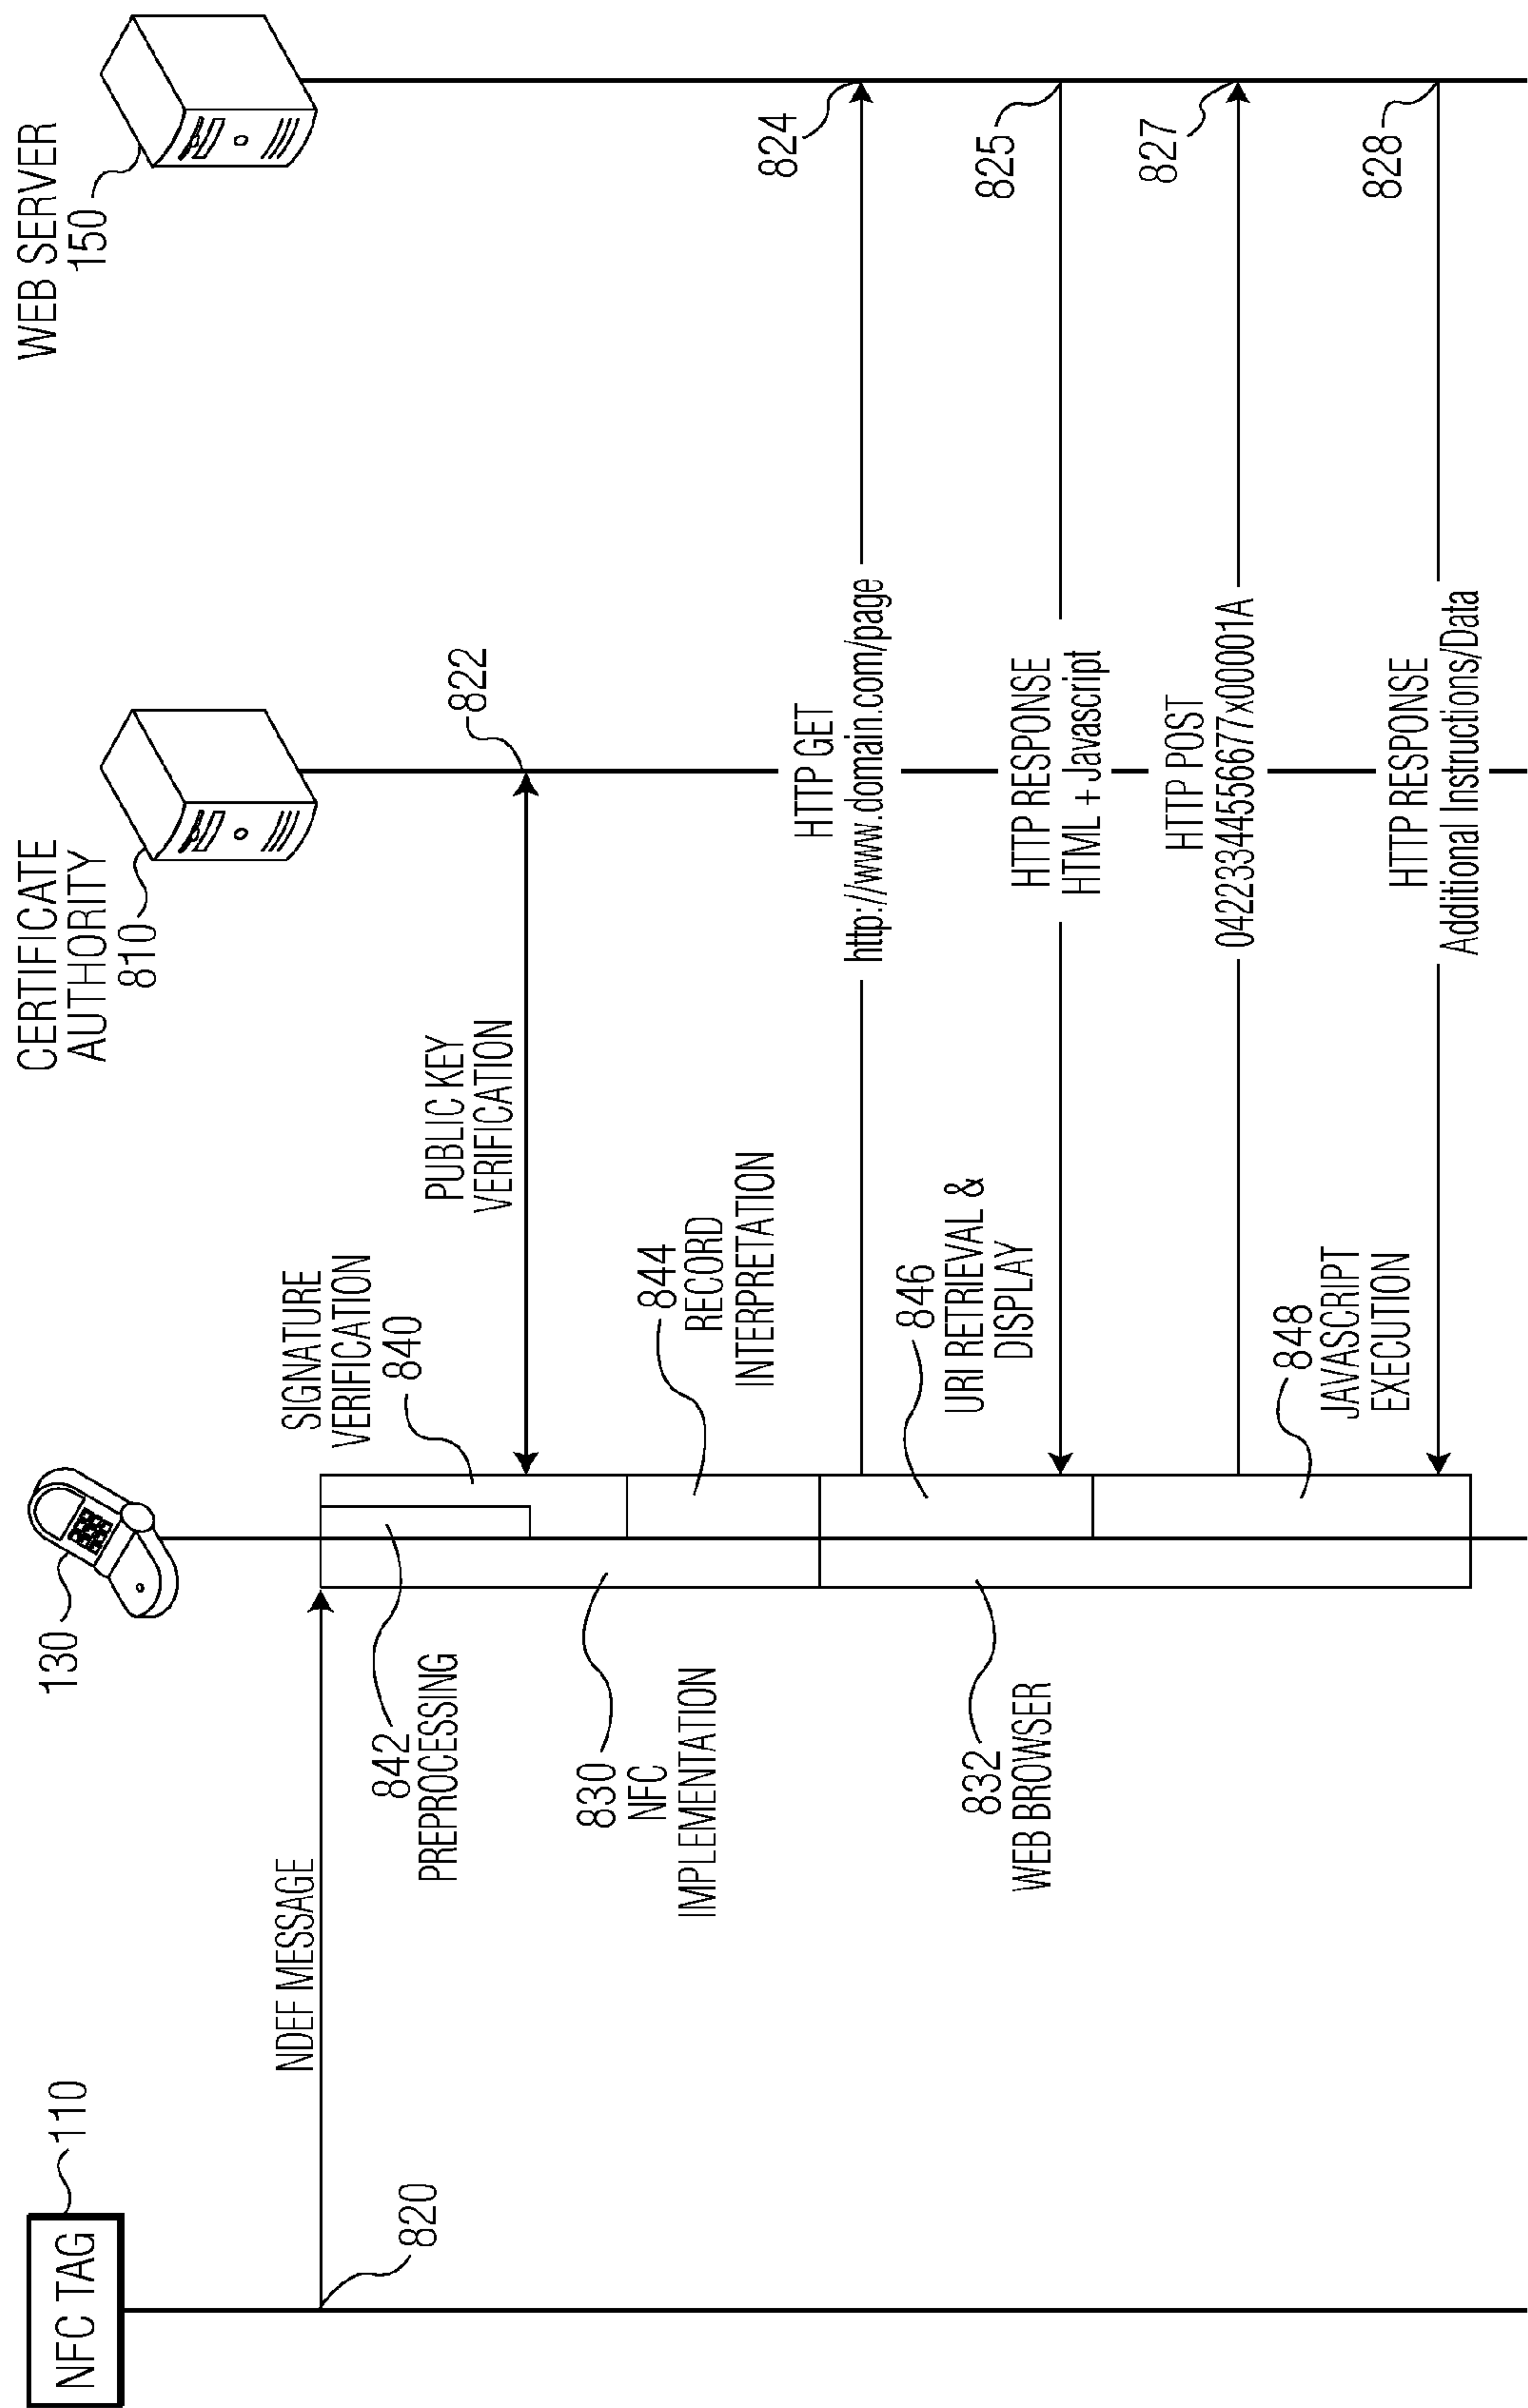 NFC TAG
110
130
CERTIFICATE
AUTHORITY
810
WEB SERVER
150
820
NDEF MESSAGE
842
PREPROCESSING
830
NFC
IMPLEMENTATION
832
WEB BROWSER
SIGNATURE
VERIFICATION
840
844
RECORD
INTERPRETATION
846
URI RETRIEVAL &
DISPLAY
848
JAVASCRIPT
EXECUTION
PUBLIC KEY
VERIFICATION
822
HTTP GET
http://www.domain.com/page
824
HTTP RESPONSE
HTML + Javascript
825
HTTP POST
04223344556677x00001A
827
HTTP RESPONSE
Additional Instructions/Data
828